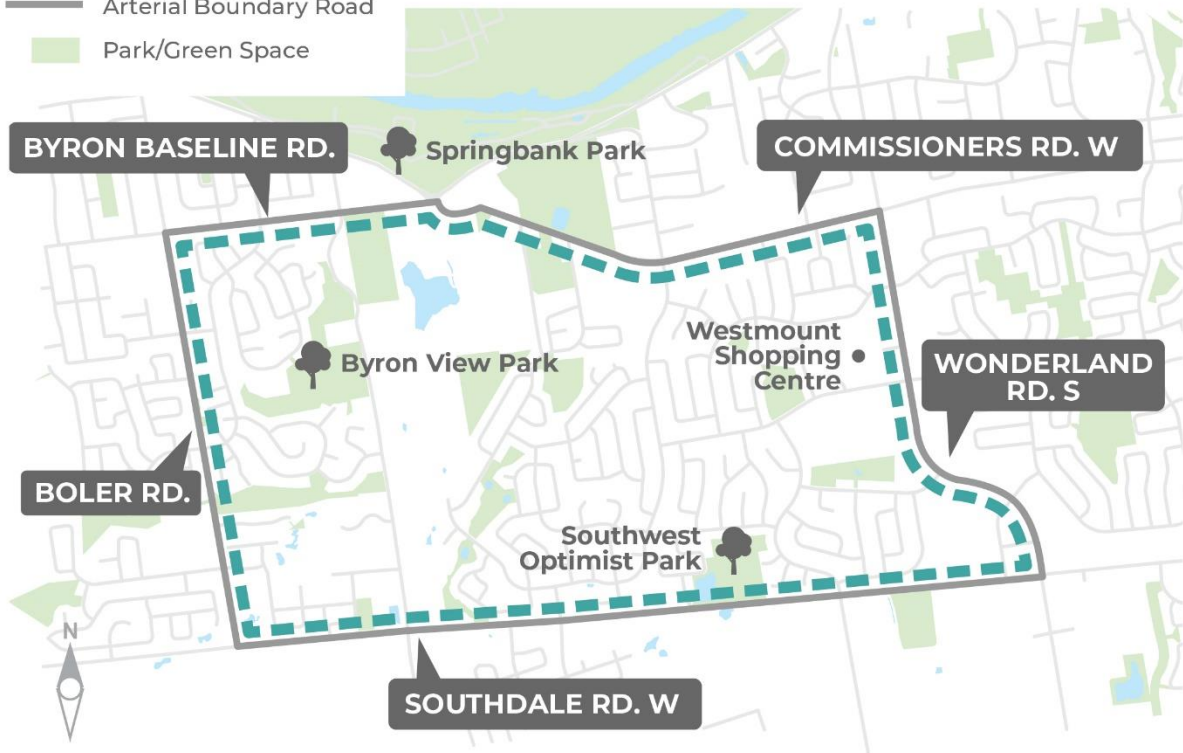 Arterial Boundary Road
Park/Green Space
BYRON BASELINE RD.
Springbank Park
COMMISSIONERS RD. W
Westmount
Shopping
Centre
WONDERLAND
RD. S
Byron View Park
BOLER RD.
Southwest
Optimist Park
N
SOUTHDALE RD. W